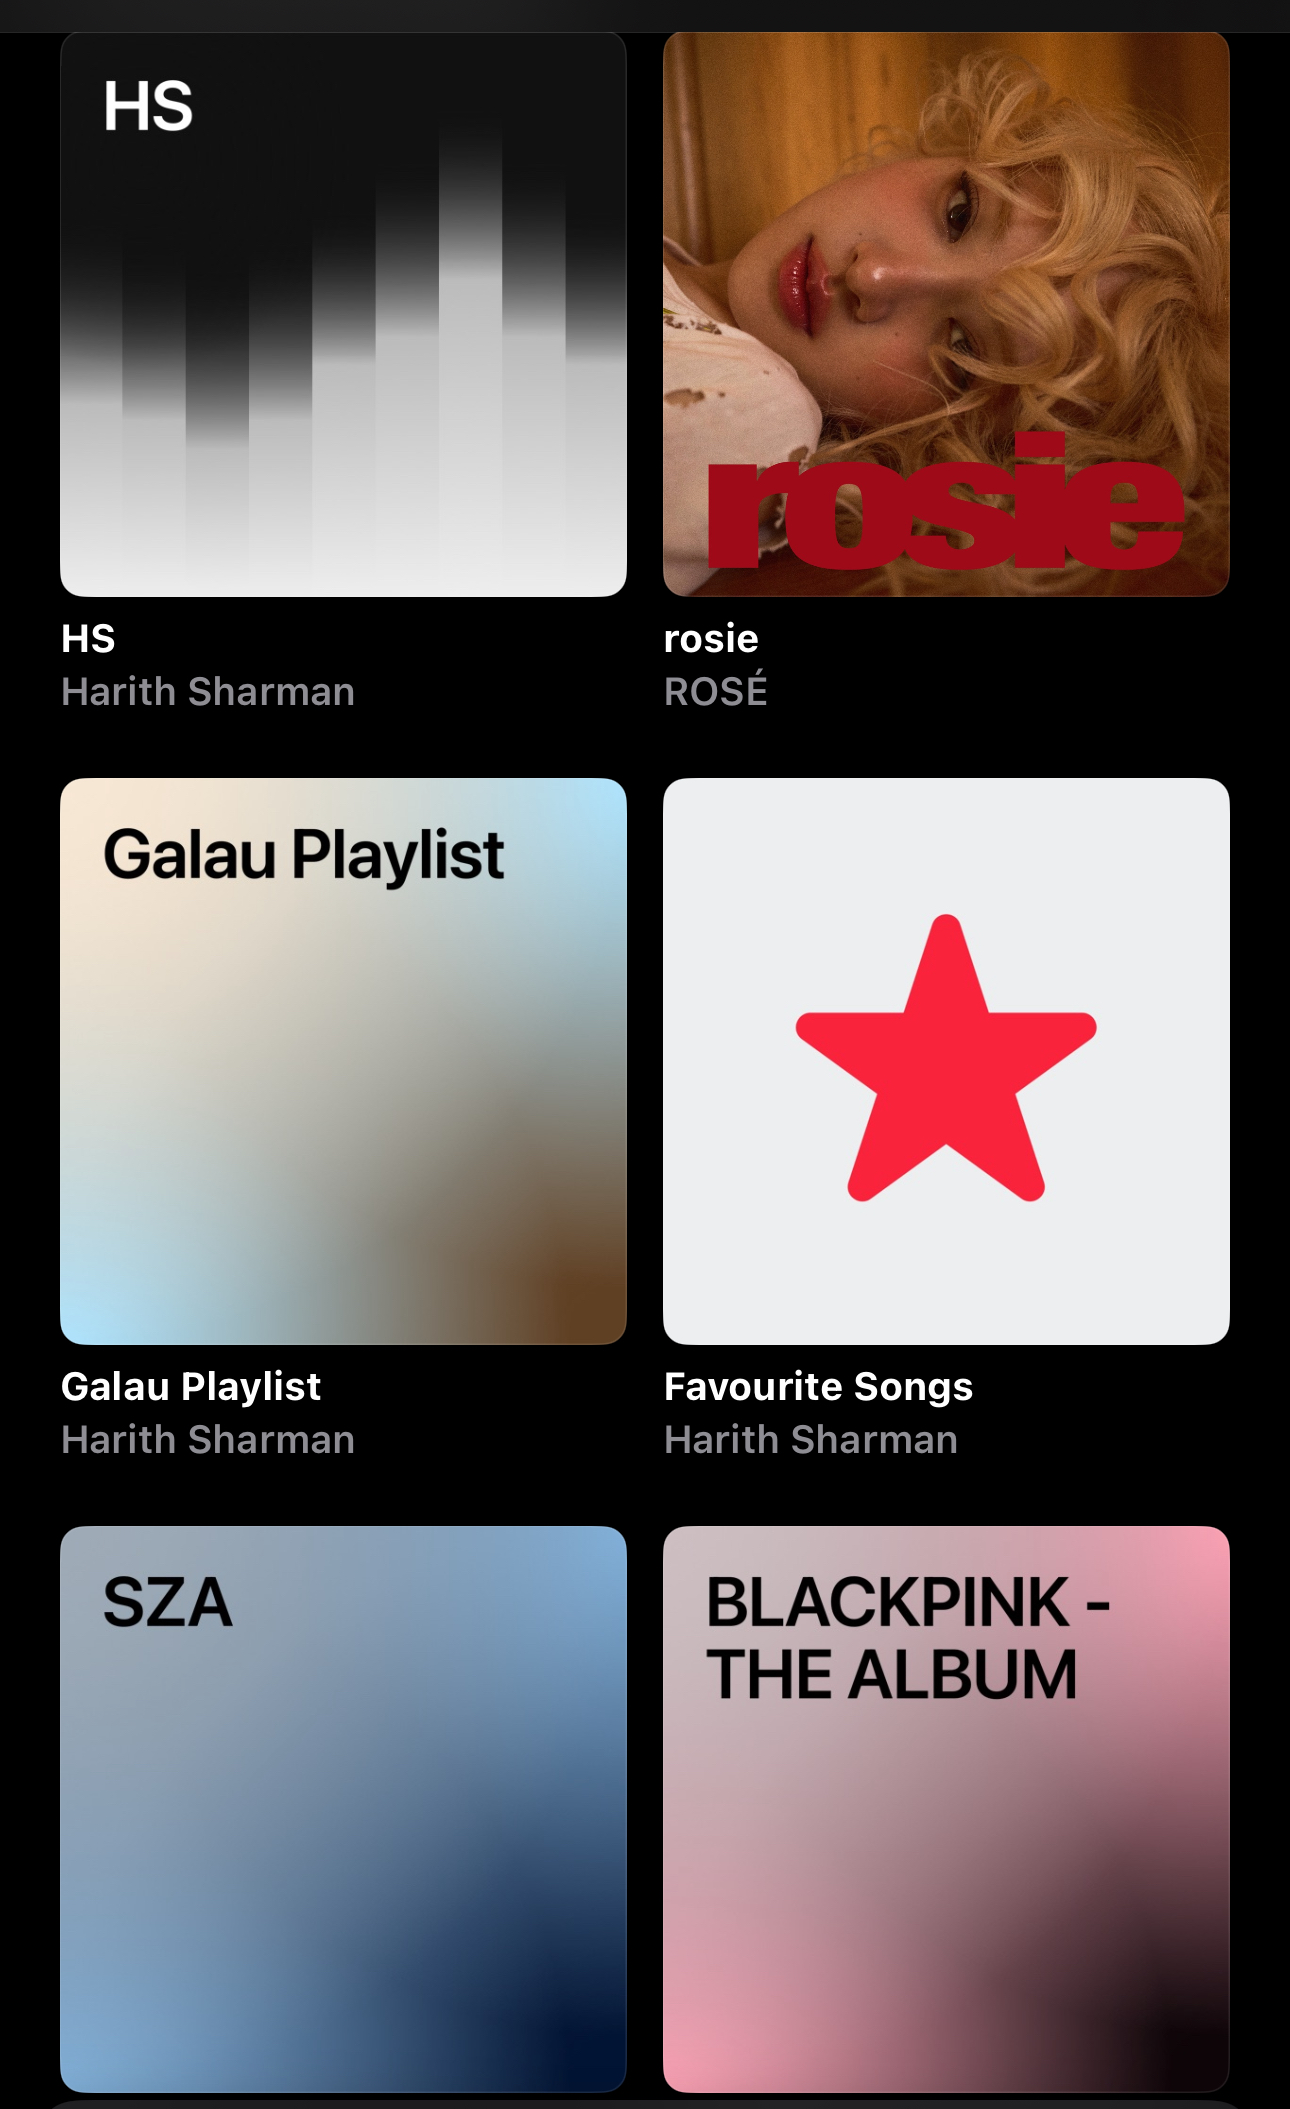 HS
rosie
HS
Harith Sharman
rosie
ROSÉ
Galau Playlist
Galau Playlist
Harith Sharman
Favourite Songs
Harith Sharman
SZA
BLACKPINK -
THE ALBUM